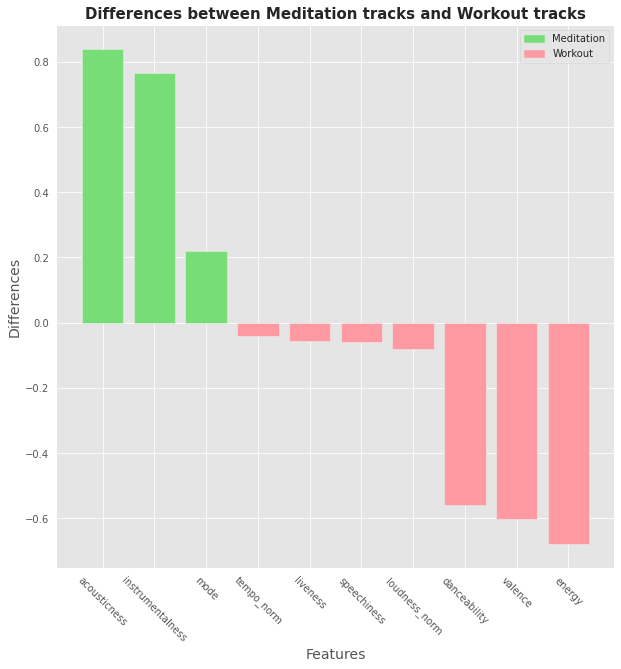 Differences between Meditation tracks and Workout tracks
Meditation
Workout
0.8
0.6
0.4
0.2
0.0
−0.2
−0.4
−0.6
Differences
acousticness
instrumentalness
mode
tempo_norm
liveness
speechiness
loudness_norm
danceability
valence
energy
Features